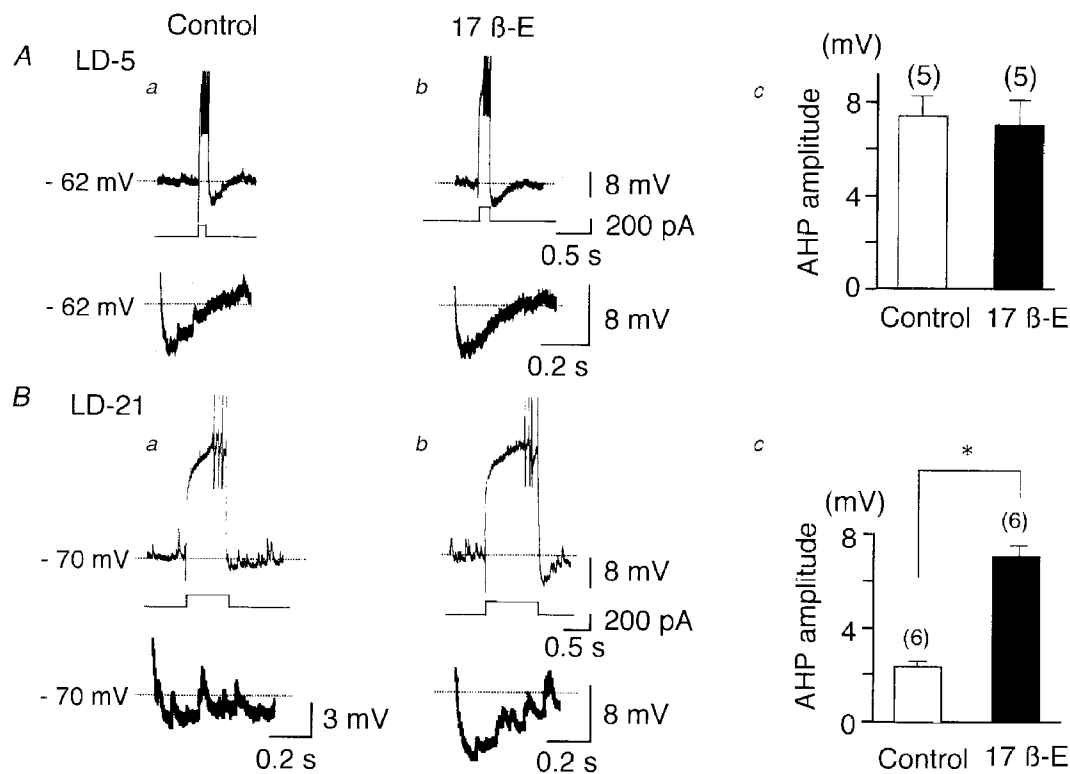 Control
17 ß-E
A
LD-5
a
b
c
- 62 mV
8 mV
200 pA
0.5 s
- 62 mV
8 mV
0.2 s
(mV)
AHP amplitude
8
4
0
(5)
(5)
Control
17 ß-E
B
LD-21
a
b
c
- 70 mV
8 mV
200 pA
0.5 s
- 70 mV
3 mV
0.2 s
8 mV
0.2 s
*
(mV)
AHP amplitude
8
4
0
(6)
(6)
Control
17 ß-E